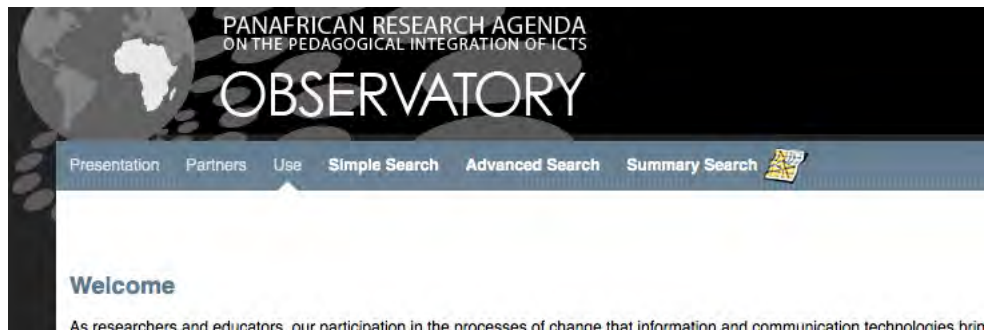 PANAFRICAN RESEARCH AGENDA
ON THE PEDAGOGICAL INTEGRATION OF ICTS
OBSERVATORY
Presentation Partners Use Simple Search Advanced Search Summary Search
Welcome
As researchers and educators, our participation in the processes of change that information and communication technologies brin